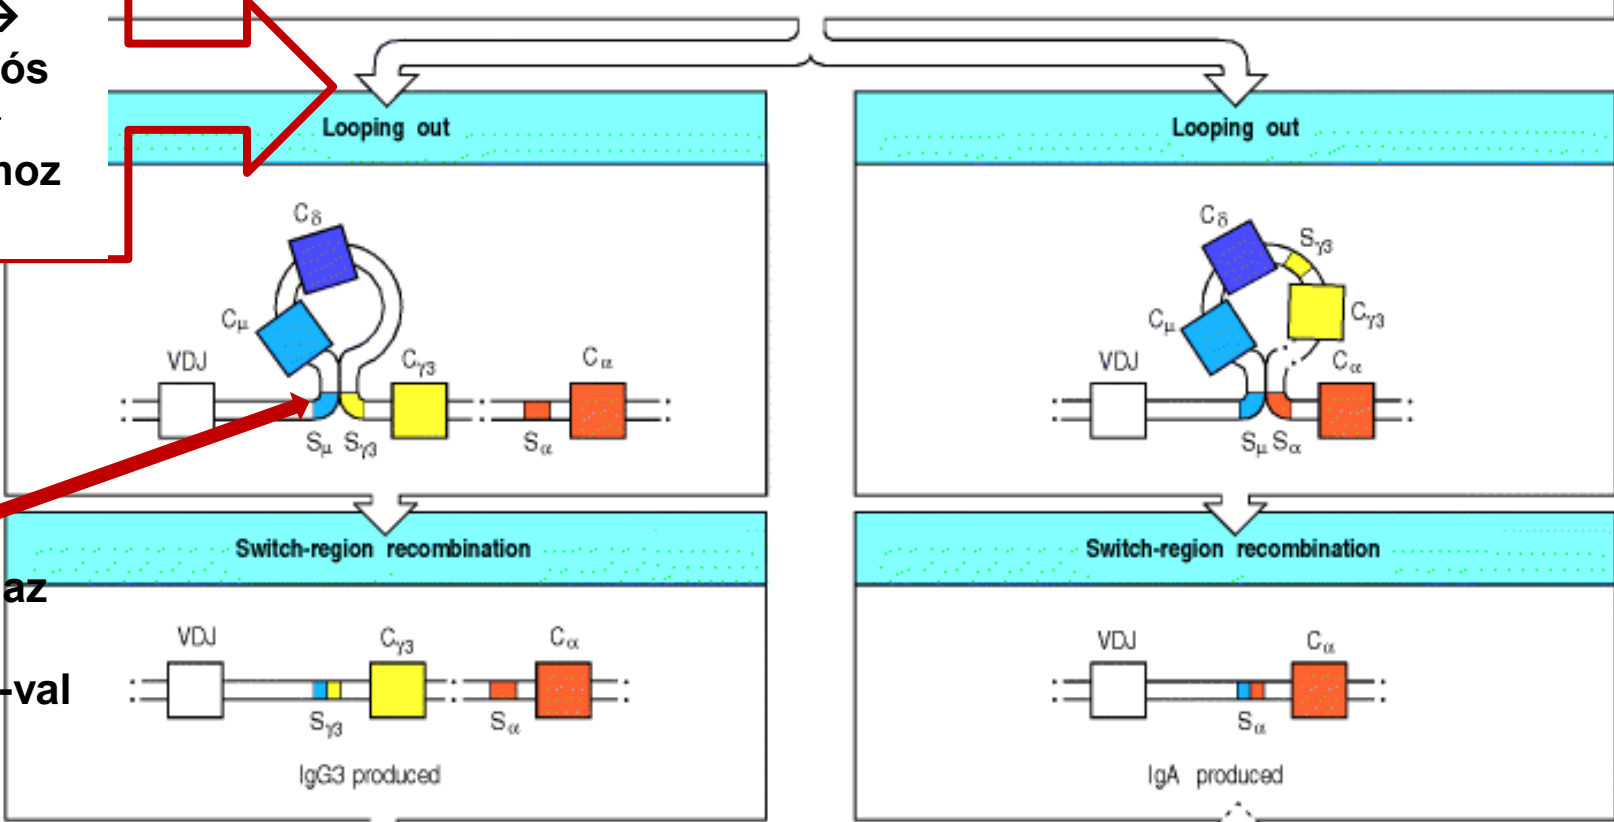 →
ós
hoz
az
-val
Looping out
Cδ
Cμ
VDJ
Cγ3
Cα
Sμ Sγ3
Sα
Switch-region recombination
VDJ
Cγ3
Cα
Sγ3
Sα
IgG3 produced
Looping out
Cδ
Sγ3
Cμ
Cγ3
VDJ
Cα
Sμ Sα
Switch-region recombination
VDJ
Cα
Sα
IgA produced